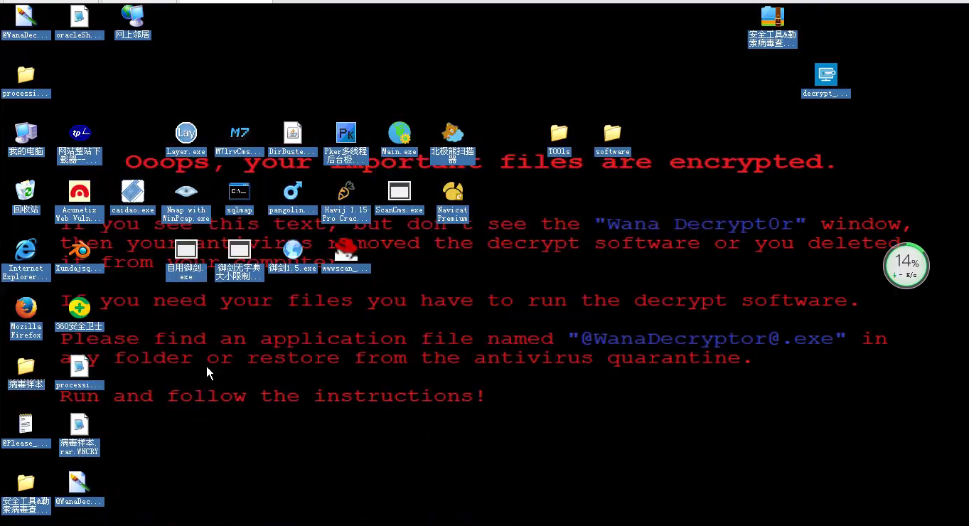 @WanaDec...
oracleSh...
网上邻居
安全工具&勒
索病毒查...
processi...
decrypt_...
我的电脑
网站整站下
载器--...
Layer.exe
DirBuste...
Pker多线程
后台极...
Main.exe
北极熊扫描
器
TOOls
software
Ooops, your important files are encrypted.
回收站
Acunetix
Web Vuln...
caidao.exe
Nmap with
WinPcap.exe
sqlmap
pangolin...
Havij 1.15
Pro Crac...
ScanCms.exe
Navicat
Premium
If you see this text, but don't see the "Wana Decrypt0r" window,
then your antivirus removed the decrypt software or you deleted
it from your computer.
14%
- K/s
Internet
Explorer...
Iundajsq...
自用御剑.
exe
御剑无字典
大小限制...
御剑1.5.exe
wwwscan_...
If you need your files you have to run the decrypt software.
Mozilla
Firefox
360安全卫士
Please find an application file named "@WanaDecryptor@.exe" in
any folder or restore from the antivirus quarantine.
病毒样本
processi...
Run and follow the instructions!
@Please_...
病毒样本.
rar.WNCRY
安全工具&勒
索病毒查...
@WanaDec...